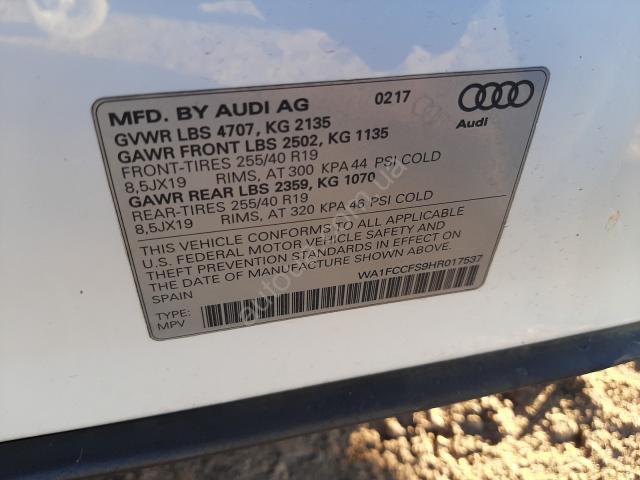 MFD. BY AUDI AG 0217
Audi
GVWR LBS 4707, KG 2135
GAWR FRONT LBS 2502, KG 1135
FRONT-TIRES 255/40 R19
8,5JX19 RIMS, AT 300 KPA 44 PSI COLD
GAWR REAR LBS 2359, KG 1070
REAR-TIRES 255/40 R19
8,5JX19 RIMS, AT 320 KPA 46 PSI COLD
THIS VEHICLE CONFORMS TO ALL APPLICABLE
U.S. FEDERAL MOTOR VEHICLE SAFETY AND
THEFT PREVENTION STANDARDS IN EFFECT ON
THE DATE OF MANUFACTURE SHOWN ABOVE.
SPAIN WA1FCCFS9HR017537
TYPE:
MPV